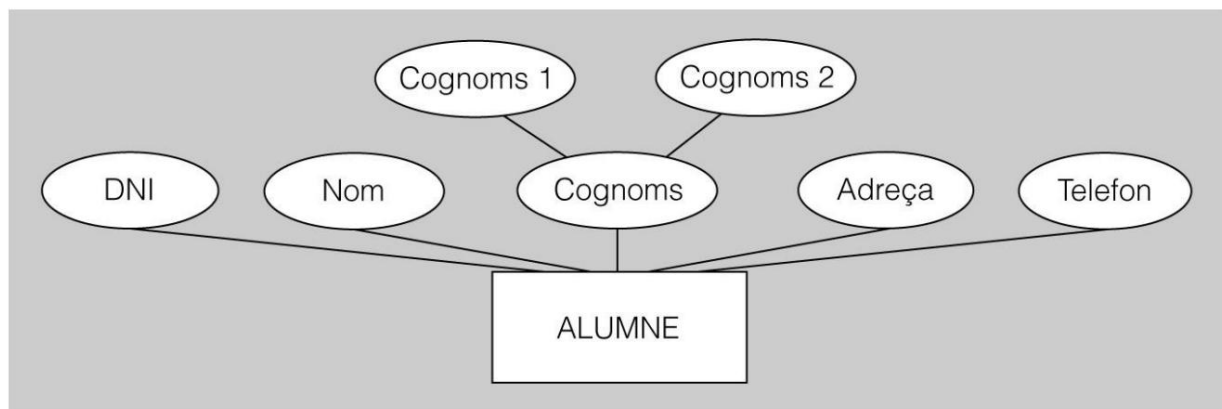 Cognoms 1
Cognoms 2
DNI
Nom
Cognoms
Adreça
Telefon
ALUMNE